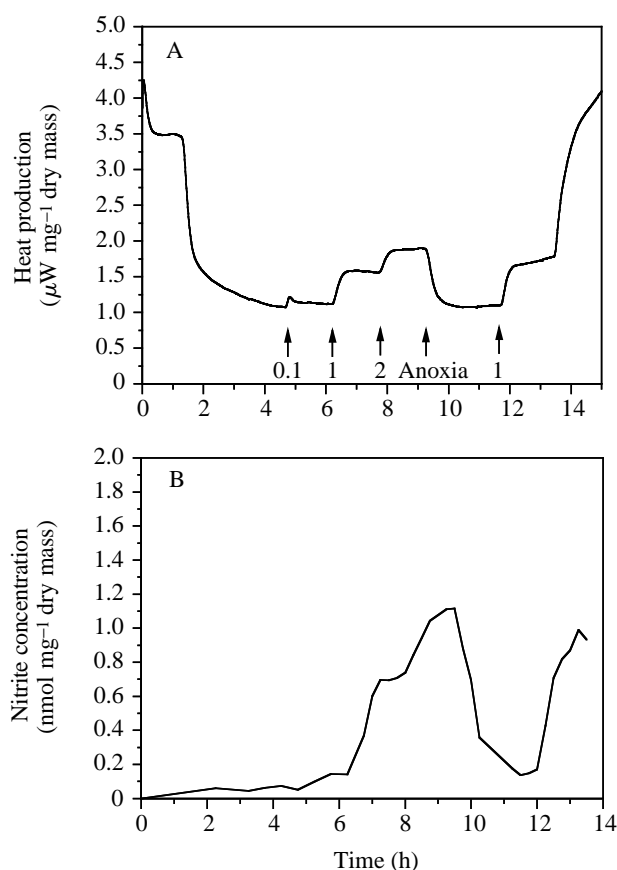 A
Heat production
(μW mg–1 dry mass)
5.0
4.5
4.0
3.5
3.0
2.5
2.0
1.5
1.0
0.5
0
0.1 1 2 Anoxia 1
0 2 4 6 8 10 12 14
B
Nitrite concentration
(nmol mg–1 dry mass)
2.0
1.8
1.6
1.4
1.2
1.0
0.8
0.6
0.4
0.2
0
0 2 4 6 8 10 12 14
Time (h)